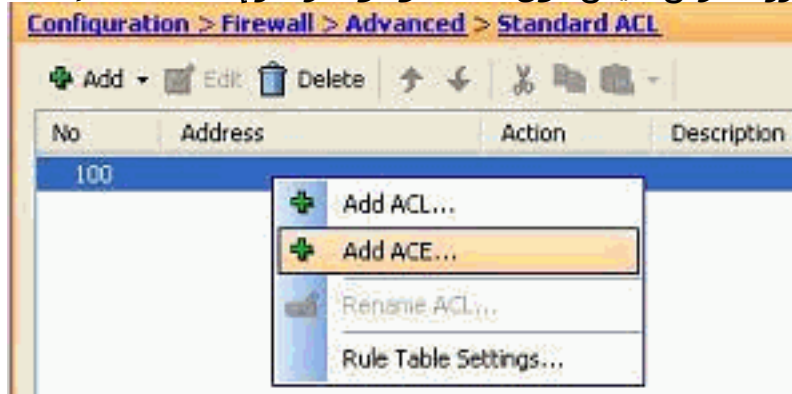 Configuration > Firewall > Advanced > Standard ACL
Add Edit Delete
No Address Action Description
100
Add ACL...
Add ACE...
Rename ACL...
Rule Table Settings...